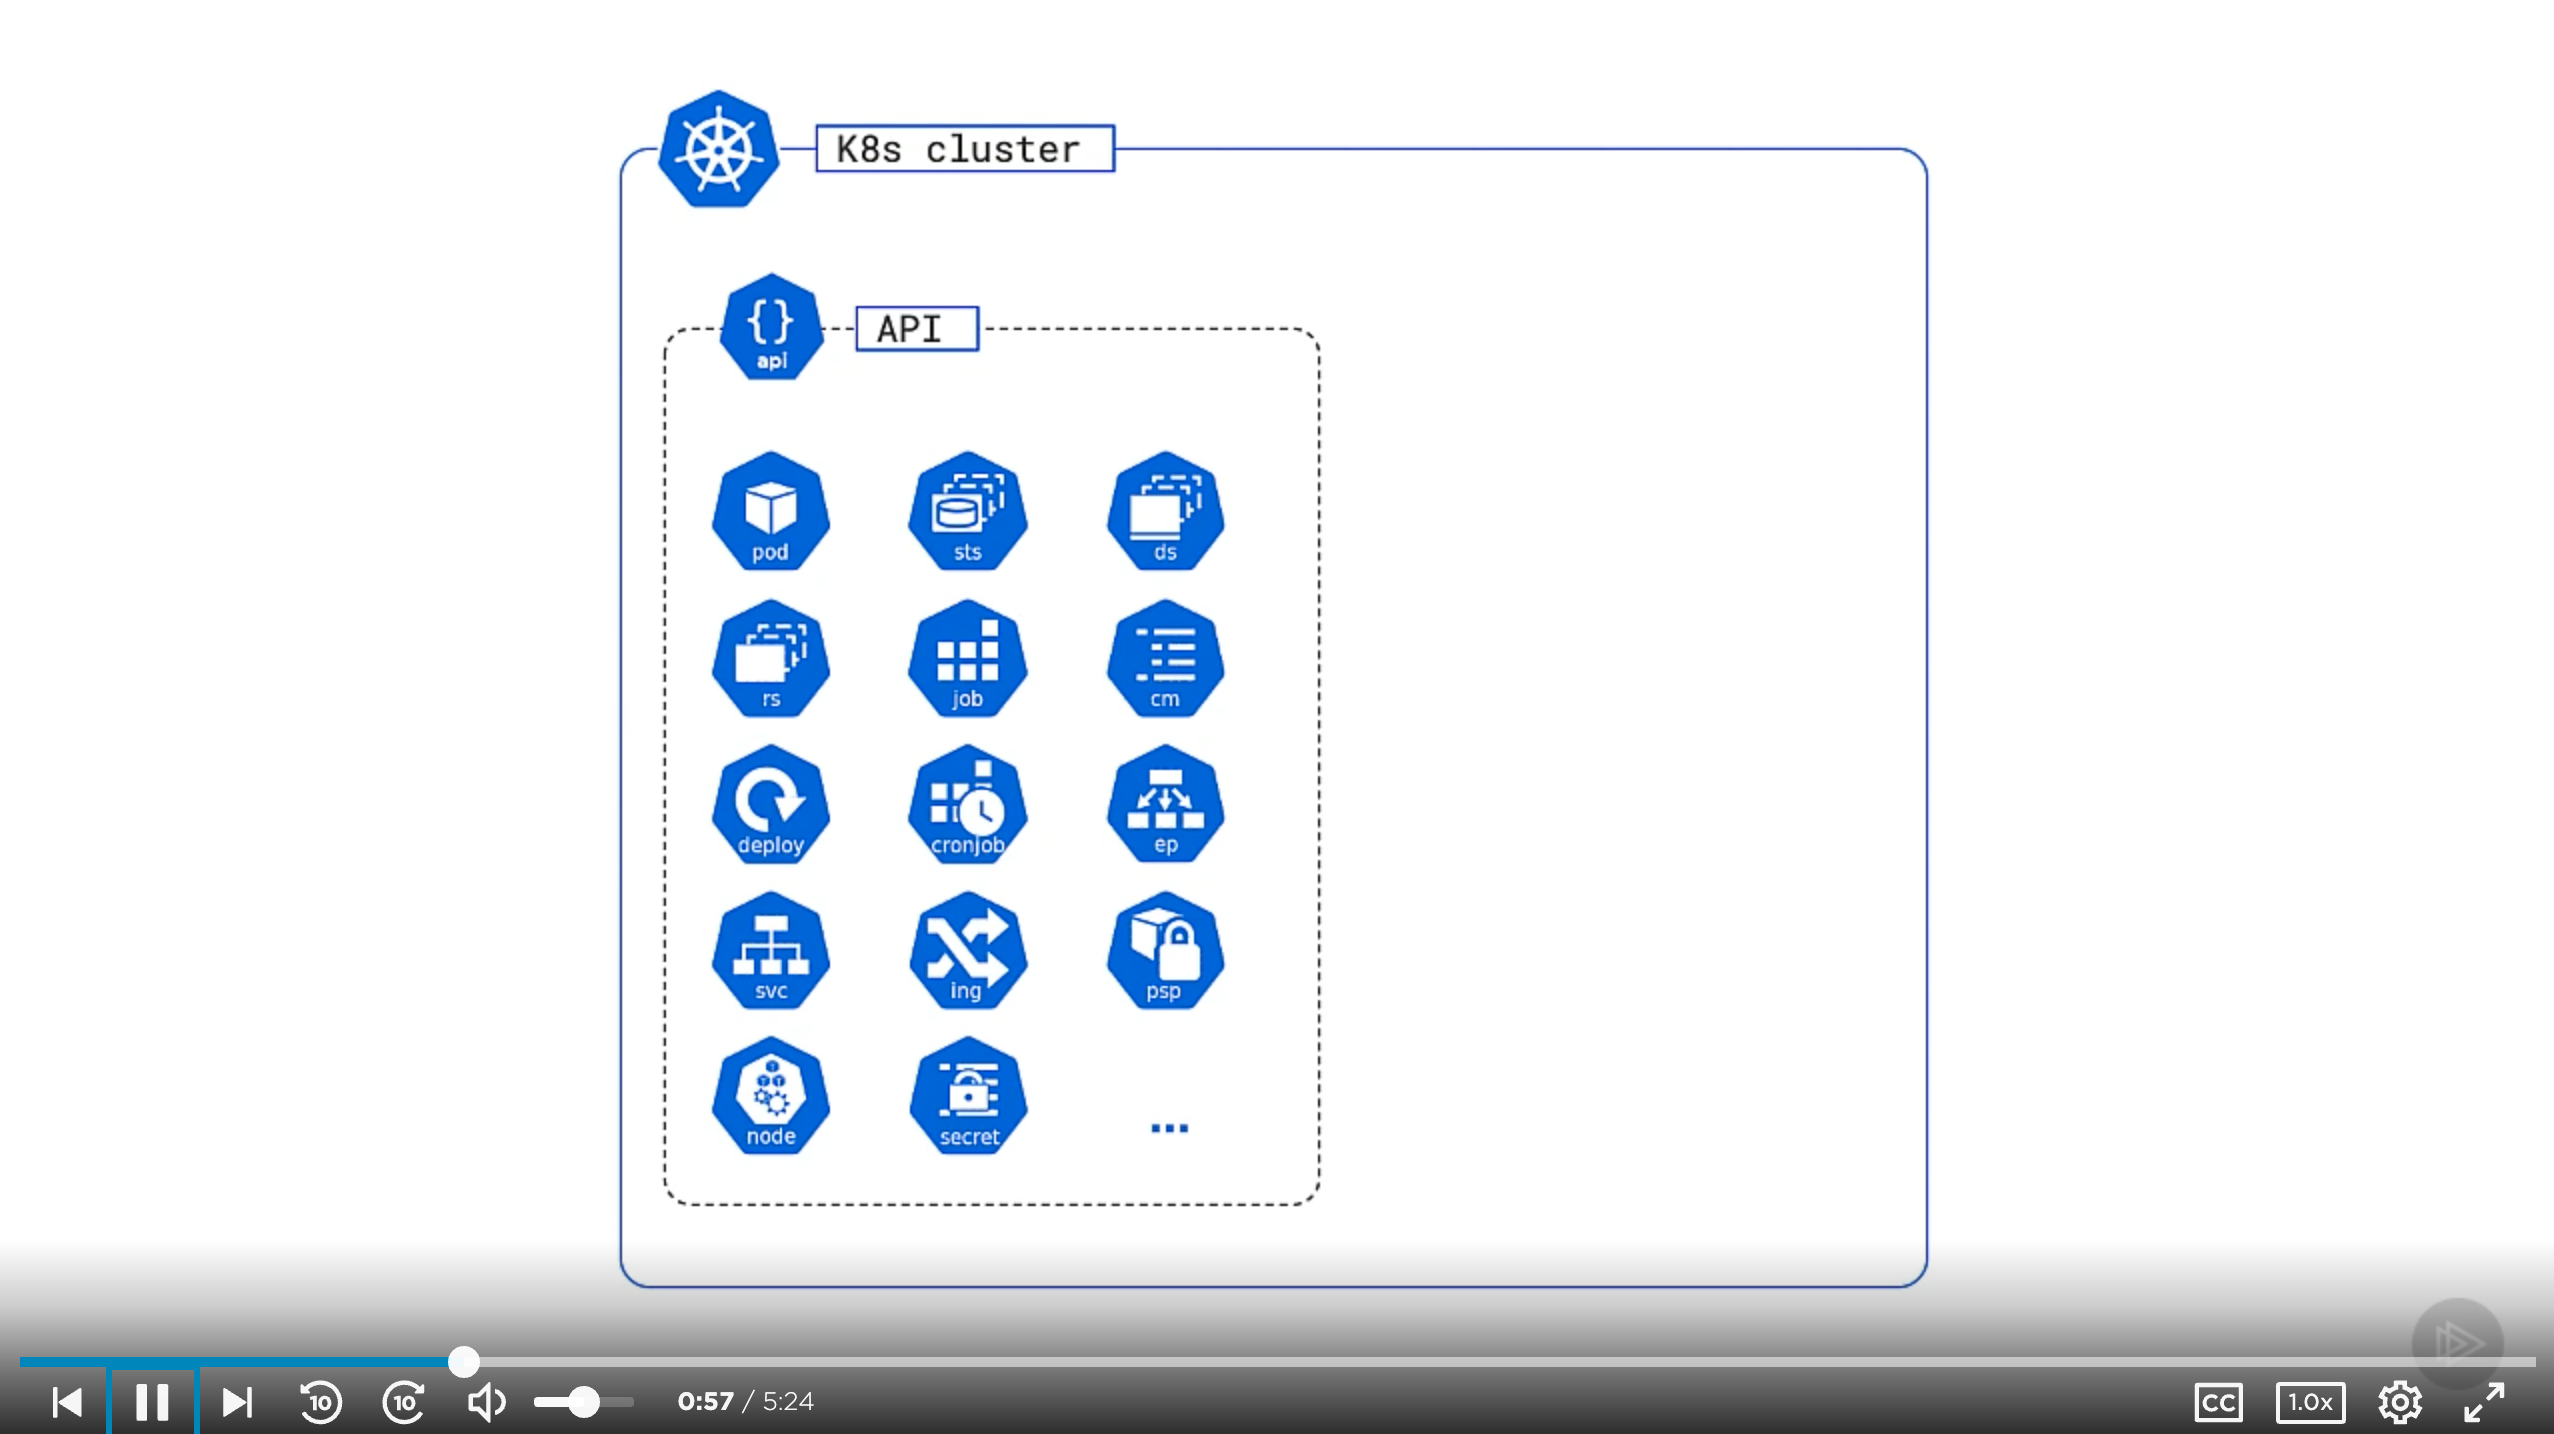 K8s cluster
API
api
pod sts ds
rs job cm
deploy cronjob ep
svc ing psp
node secret ...
10 10 0:57 / 5:24 CC 1.0x